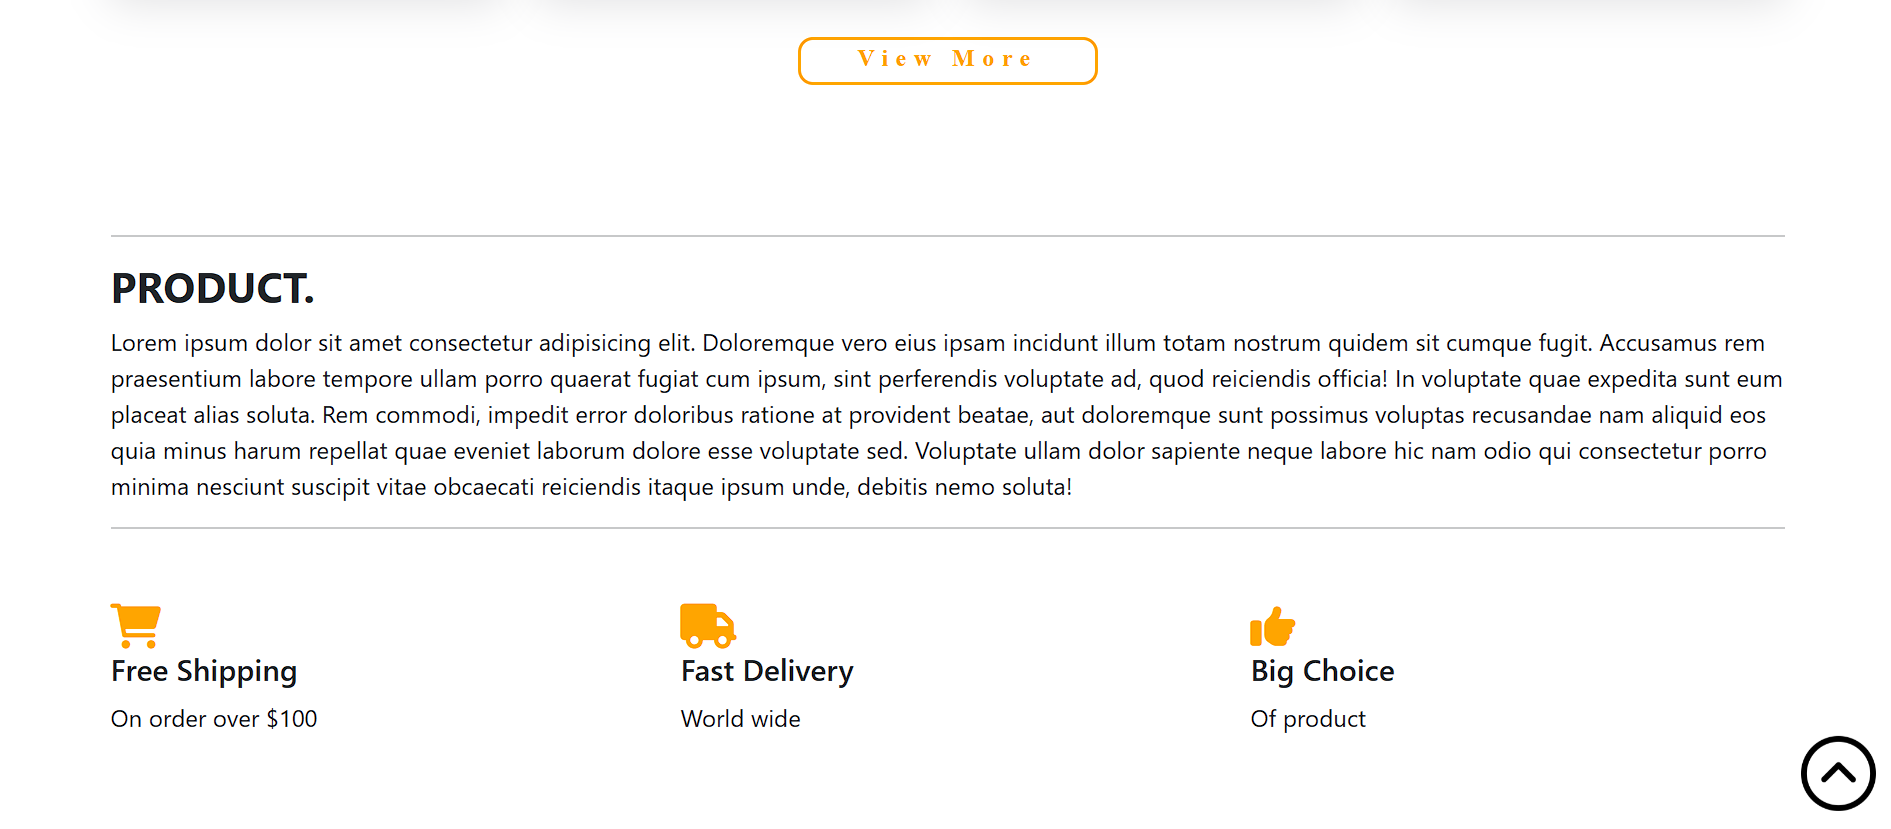 View More
PRODUCT.
Lorem ipsum dolor sit amet consectetur adipisicing elit. Doloremque vero eius ipsam incidunt illum totam nostrum quidem sit cumque fugit. Accusamus rem
praesentium labore tempore ullam porro quaerat fugiat cum ipsum, sint perferendis voluptate ad, quod reiciendis officia! In voluptate quae expedita sunt eum
placeat alias soluta. Rem commodi, impedit error doloribus ratione at provident beatae, aut doloremque sunt possimus voluptas recusandae nam aliquid eos
quia minus harum repellat quae eveniet laborum dolore esse voluptate sed. Voluptate ullam dolor sapiente neque labore hic nam odio qui consectetur porro
minima nesciunt suscipit vitae obcaecati reiciendis itaque ipsum unde, debitis nemo soluta!
Free Shipping
On order over $100
Fast Delivery
World wide
Big Choice
Of product